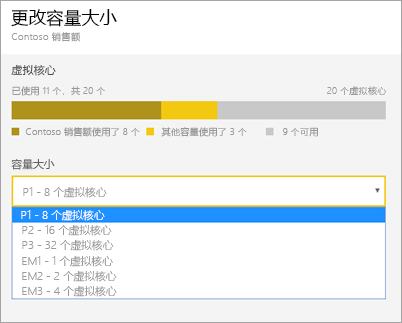 更改容量大小
Contoso 销售额
虚拟核心
已使用 11 个，共 20 个 20 个虚拟核心
Contoso 销售额使用了 8 个 其他容量使用了 3 个 9 个可用
容量大小
P1 - 8 个虚拟核心
P1 - 8 个虚拟核心
P2 - 16 个虚拟核心
P3 - 32 个虚拟核心
EM1 - 1 个虚拟核心
EM2 - 2 个虚拟核心
EM3 - 4 个虚拟核心